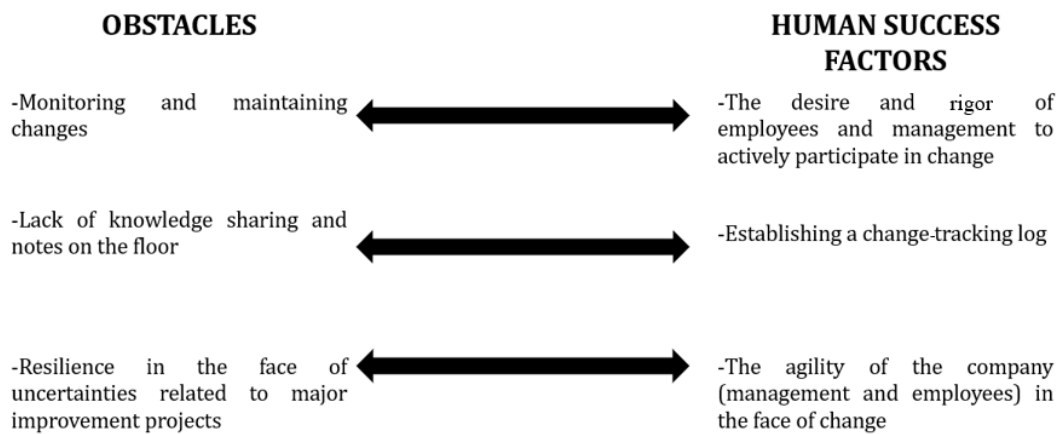 OBSTACLES
HUMAN SUCCESS
FACTORS
-Monitoring and maintaining
changes
-The desire and rigor of
employees and management to
actively participate in change
-Lack of knowledge sharing and
notes on the floor
-Establishing a change-tracking log
-Resilience in the face of
uncertainties related to major
improvement projects
-The agility of the company
(management and employees) in
the face of change